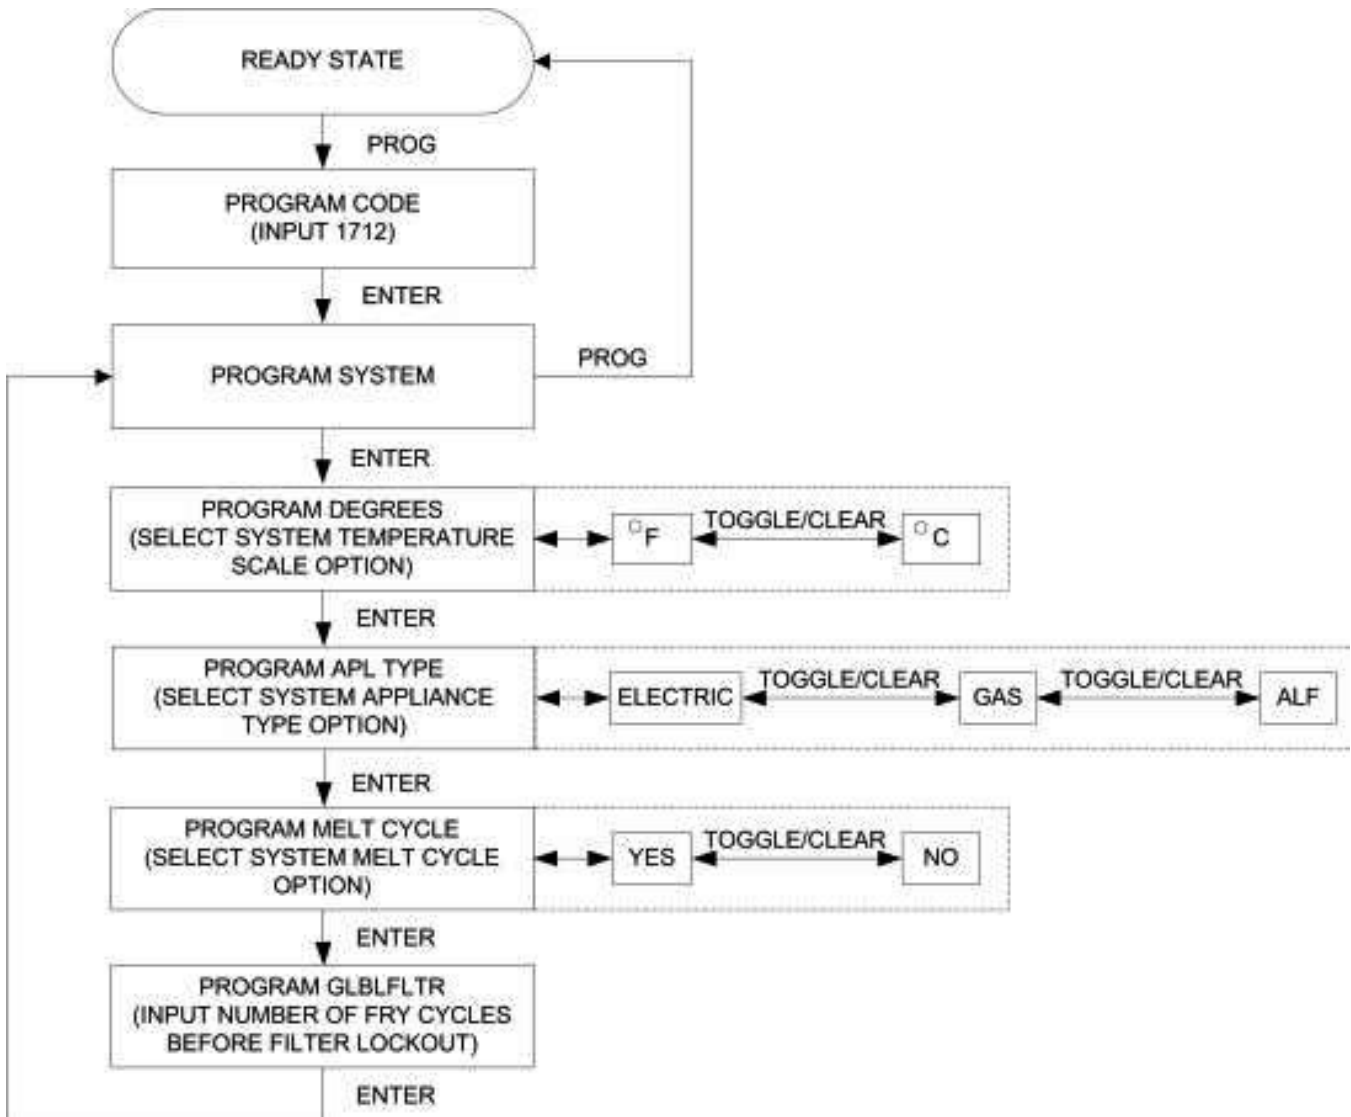 READY STATE
PROG
PROGRAM CODE
(INPUT 1712)
ENTER
PROGRAM SYSTEM
PROG
ENTER
PROGRAM DEGREES
(SELECT SYSTEM TEMPERATURE
SCALE OPTION)
°F
TOGGLE/CLEAR
°C
ENTER
PROGRAM APL TYPE
(SELECT SYSTEM APPLIANCE
TYPE OPTION)
ELECTRIC
TOGGLE/CLEAR
GAS
TOGGLE/CLEAR
ALF
ENTER
PROGRAM MELT CYCLE
(SELECT SYSTEM MELT CYCLE
OPTION)
YES
TOGGLE/CLEAR
NO
ENTER
PROGRAM GLBLFLTR
(INPUT NUMBER OF FRY CYCLES
BEFORE FILTER LOCKOUT)
ENTER